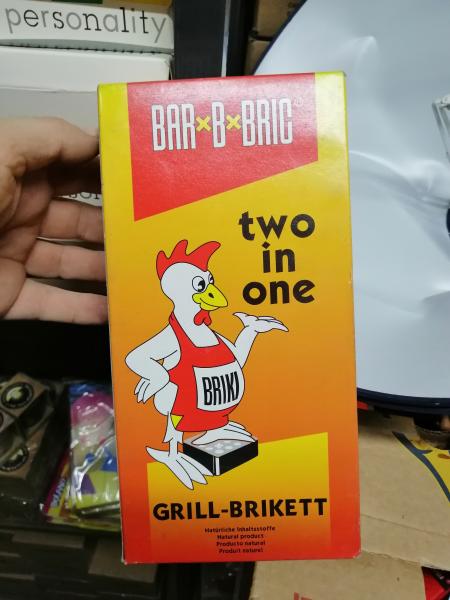 personality
BAR×B×BRIC®
two
in
one
BRIKI
GRILL-BRIKETT
Natürliche Inhaltsstoffe
Natural product
Producto natural
Produit naturel